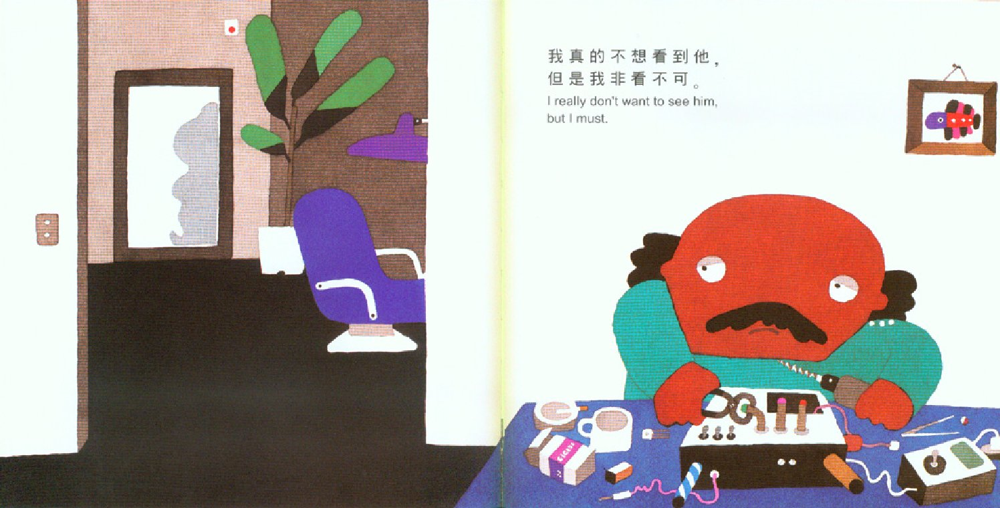 我真的不想看到他，
但是我非看不可。
I really don't want to see him,
but I must.